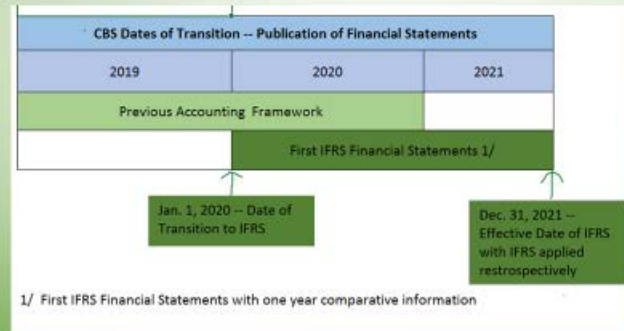 CBS Dates of Transition -- Publication of Financial Statements
2019 2020 2021
Previous Accounting Framework
First IFRS Financial Statements 1/
Jan. 1, 2020 -- Date of
Transition to IFRS
Dec. 31, 2021 --
Effective Date of IFRS
with IFRS applied
restrospectively
1/ First IFRS Financial Statements with one year comparative information